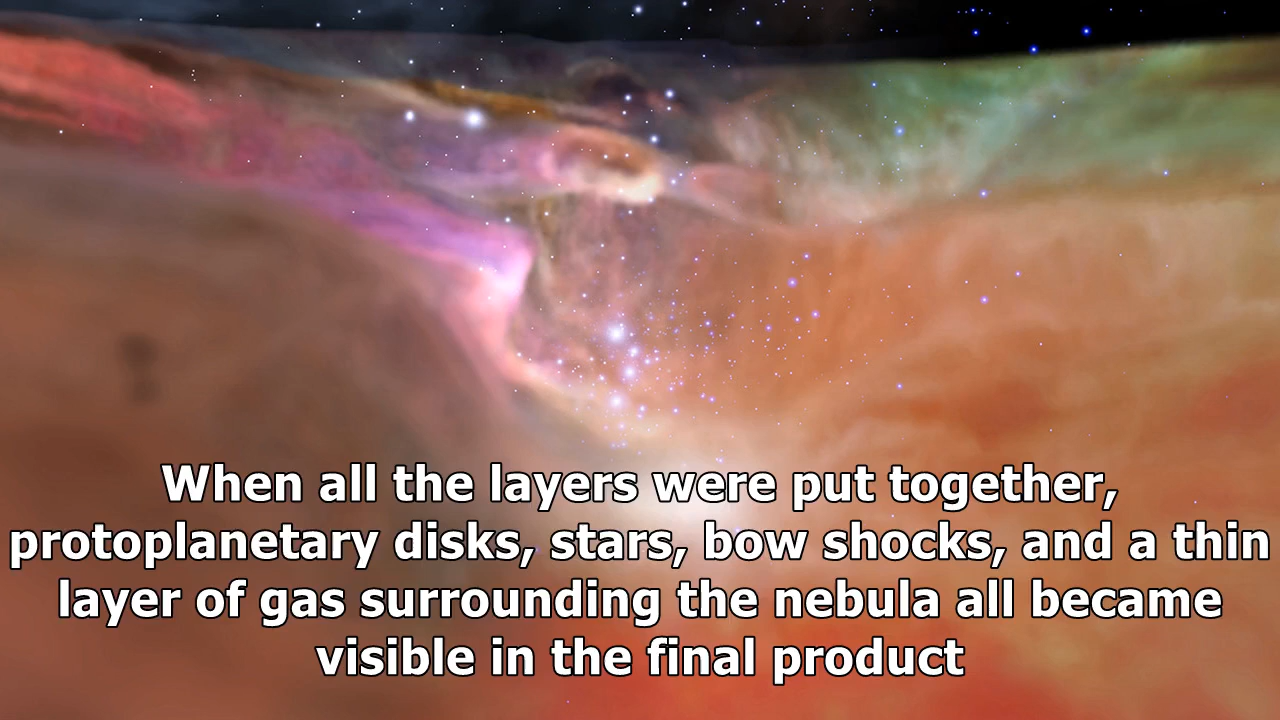 When all the layers were put together,
protoplanetary disks, stars, bow shocks, and a thin
layer of gas surrounding the nebula all became
visible in the final product